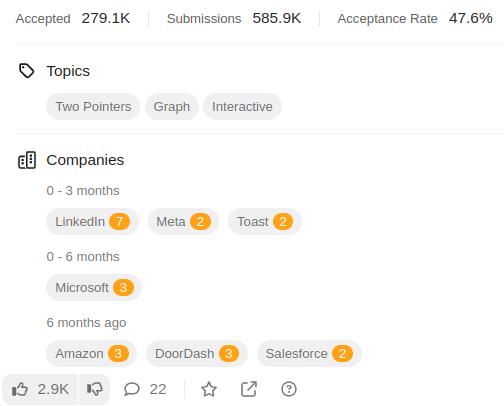 Accepted 279.1K Submissions 585.9K Acceptance Rate 47.6%
Topics
Two Pointers Graph Interactive
Companies
0 - 3 months
LinkedIn 7 Meta 2 Toast 2
0 - 6 months
Microsoft 3
6 months ago
Amazon 3 DoorDash 3 Salesforce 2
2.9K 22